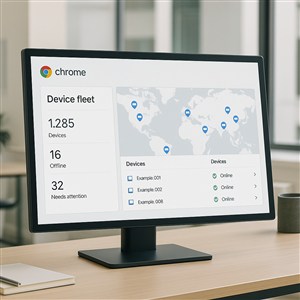 chrome
Device fleet
1.285
Devices
16
Offline
32
Needs attention
Devices
Devices
Example.001
Online
Example.002
Online
Example.008
Online